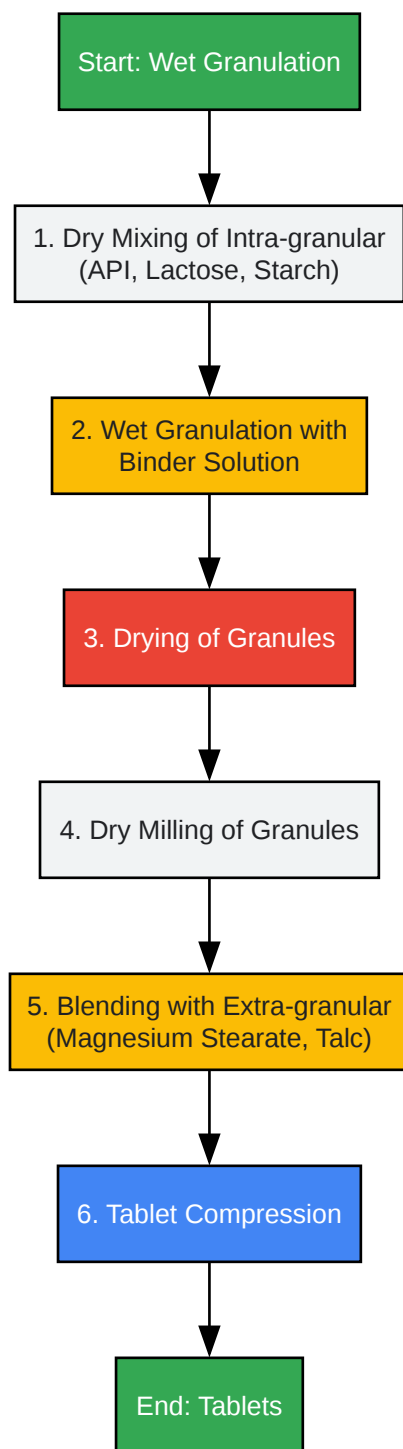 Start: Wet Granulation
1. Dry Mixing of Intra-granular
(API, Lactose, Starch)
2. Wet Granulation with
Binder Solution
3. Drying of Granules
4. Dry Milling of Granules
5. Blending with Extra-granular
(Magnesium Stearate, Talc)
6. Tablet Compression
End: Tablets